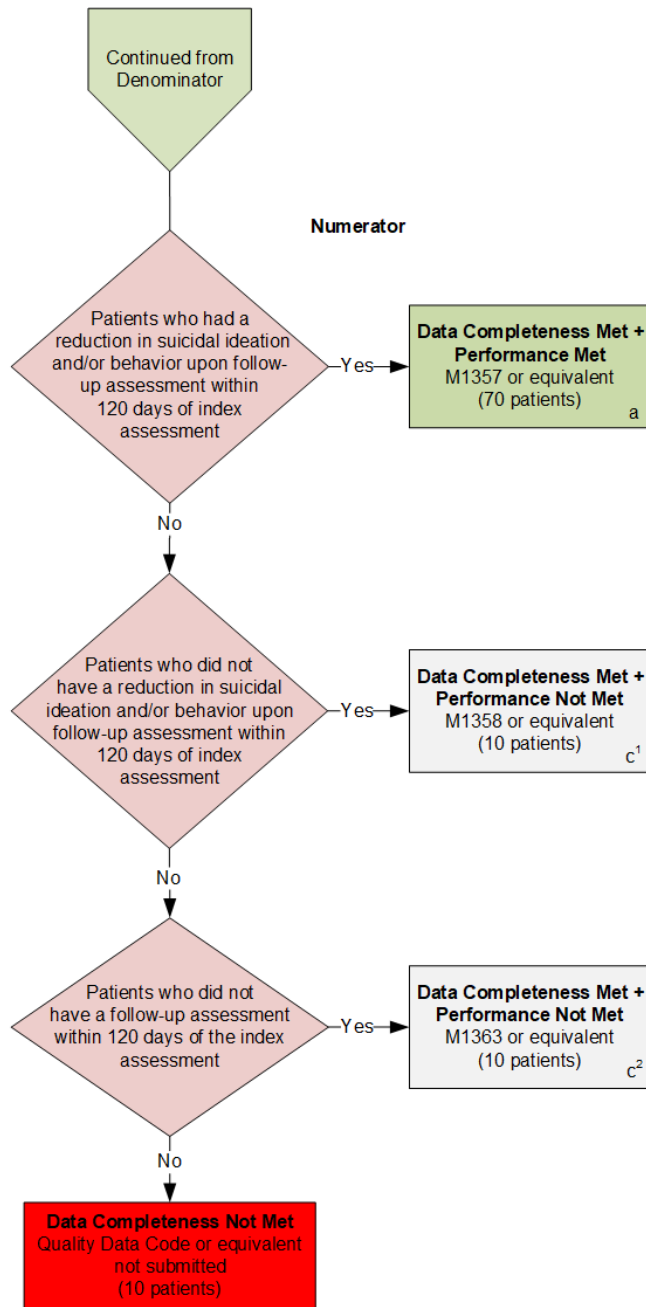 Continued from
Denominator
Numerator
Patients who had a
reduction in suicidal ideation
and/or behavior upon follow-
up assessment within
120 days of index
assessment
Yes
Data Completeness Met +
Performance Met
M1357 or equivalent
(70 patients)
a
No
Patients who did not
have a reduction in suicidal
ideation and/or behavior upon
follow-up assessment within
120 days of index
assessment
Yes
Data Completeness Met +
Performance Not Met
M1358 or equivalent
(10 patients)
c¹
No
Patients who did not
have a follow-up assessment
within 120 days of the index
assessment
Yes
Data Completeness Met +
Performance Not Met
M1363 or equivalent
(10 patients)
c²
No
Data Completeness Not Met
Quality Data Code or equivalent
not submitted
(10 patients)